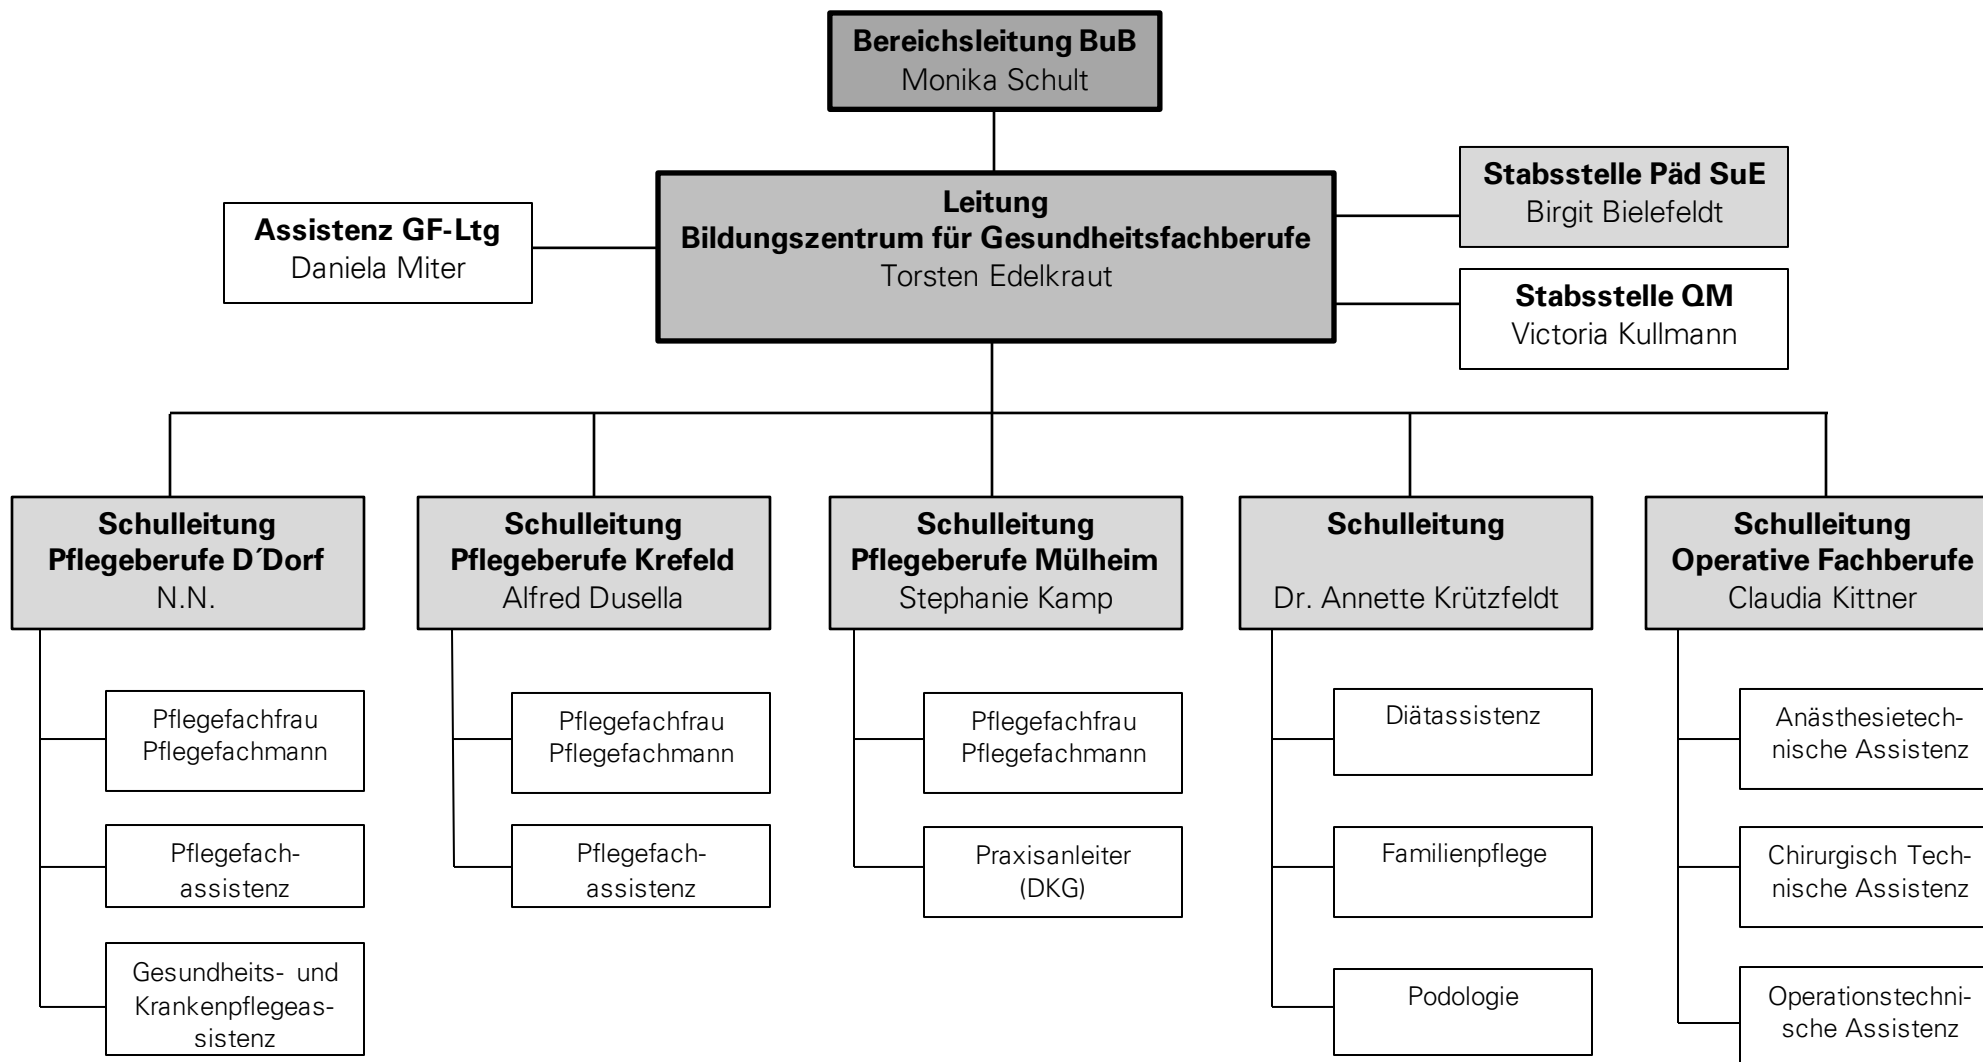 Bereichsleitung BuB
Monika Schult
Leitung
Bildungszentrum für Gesundheitsfachberufe
Torsten Edelkraut
Assistenz GF-Ltg
Daniela Miter
Stabsstelle Päd SuE
Birgit Bielefeldt
Stabsstelle QM
Victoria Kullmann
Schulleitung
Pflegeberufe D´Dorf
N.N.
Pflegefachfrau
Pflegefachmann
Pflegefach-
assistenz
Gesundheits- und
Krankenpflegeas-
sistenz
Schulleitung
Pflegeberufe Krefeld
Alfred Dusella
Pflegefachfrau
Pflegefachmann
Pflegefach-
assistenz
Schulleitung
Pflegeberufe Mülheim
Stephanie Kamp
Pflegefachfrau
Pflegefachmann
Praxisanleiter
(DKG)
Schulleitung
Dr. Annette Krützfeldt
Diätassistenz
Familienpflege
Podologie
Schulleitung
Operative Fachberufe
Claudia Kittner
Anästhesietech-
nische Assistenz
Chirurgisch Tech-
nische Assistenz
Operationstechni-
sche Assistenz